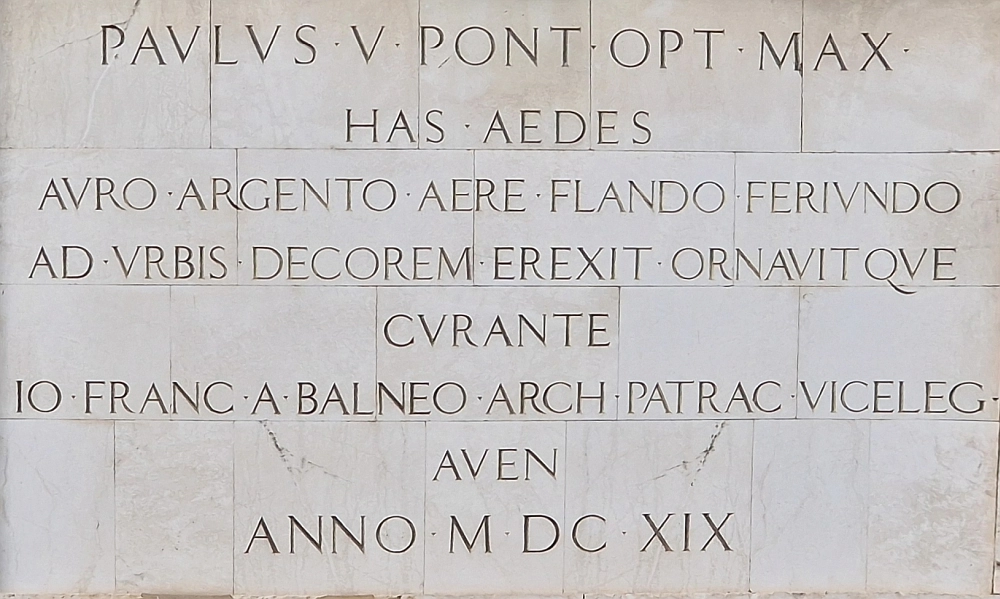 PAVLVS · V · PONT · OPT · MAX ·
HAS · AEDES
AVRO · ARGENTO · AERE · FLANDO · FERIVNDO
AD · VRBIS · DECOREM · EREXIT · ORNAVITQVE
CVRANTE
IO · FRANC · A · BALNEO · ARCH · PATRAC · VICELEG ·
AVEN
ANNO · M · DC · XIX